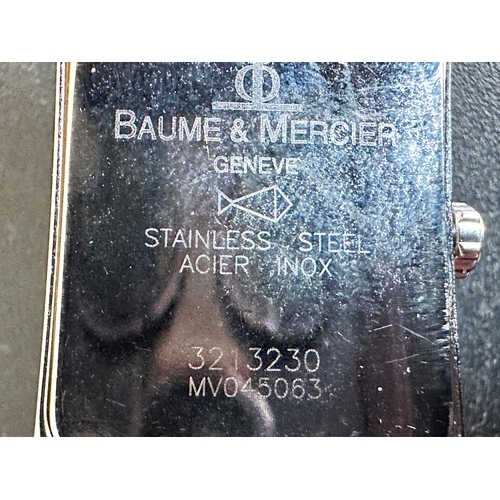 BAUME & MERCIER
GENEVE
STAINLESS STEEL
ACIER INOX
3213230
MV045063